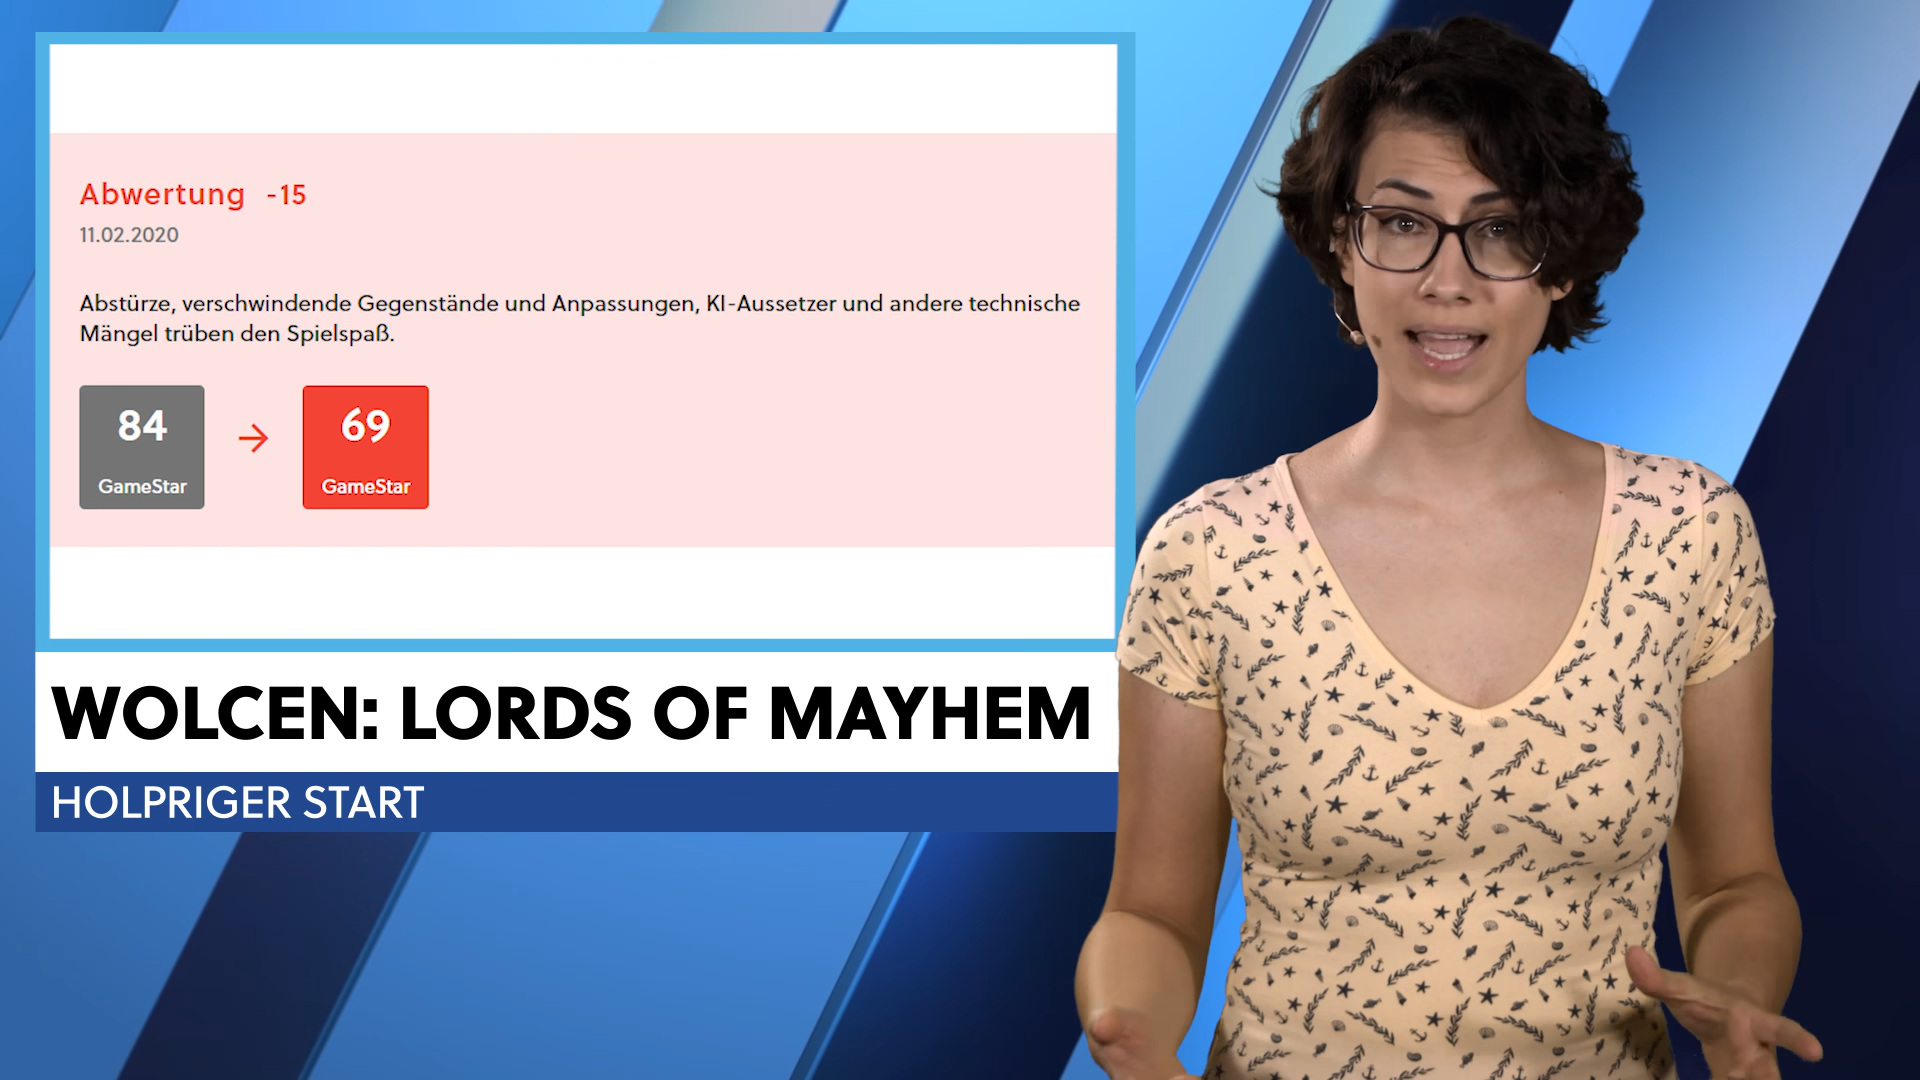 Abwertung -15
11.02.2020
Abstürze, verschwindende Gegenstände und Anpassungen, KI-Aussetzer und andere technische
Mängel trüben den Spielspaß.
84 → 69
GameStar GameStar
WOLCEN: LORDS OF MAYHEM
HOLPRIGER START